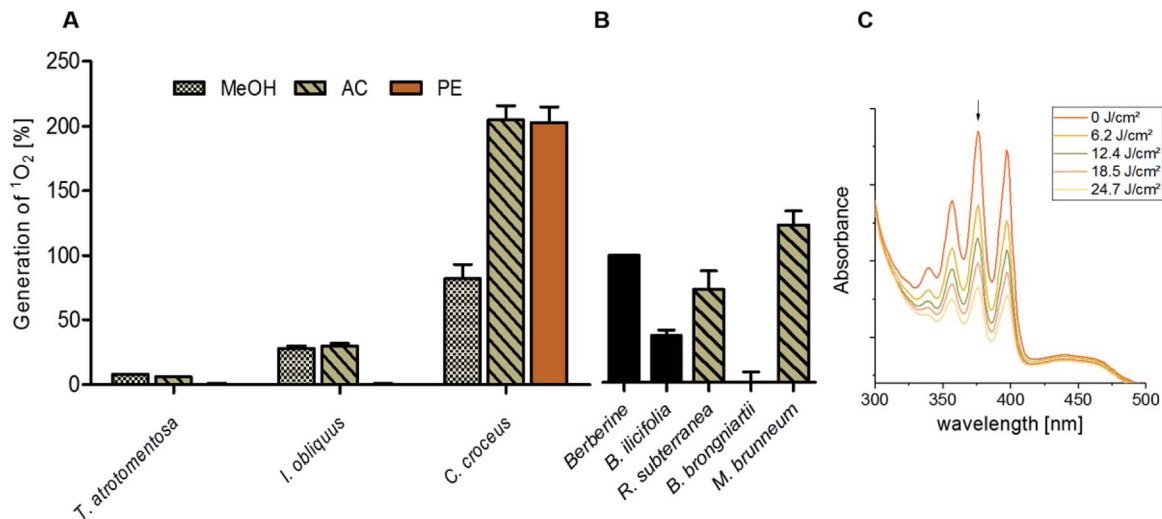 A
B
C
Generation of ¹O₂ [%]
250
200
150
100
50
0
MeOH
AC
PE
T. atrotomentosa
I. obliquus
C. croceus
Berberine
B. ilicifolia
R. subterranea
B. brongniartii
M. brunneum
Absorbance
0 J/cm²
6.2 J/cm²
12.4 J/cm²
18.5 J/cm²
24.7 J/cm²
300
350
400
450
500
wavelength [nm]